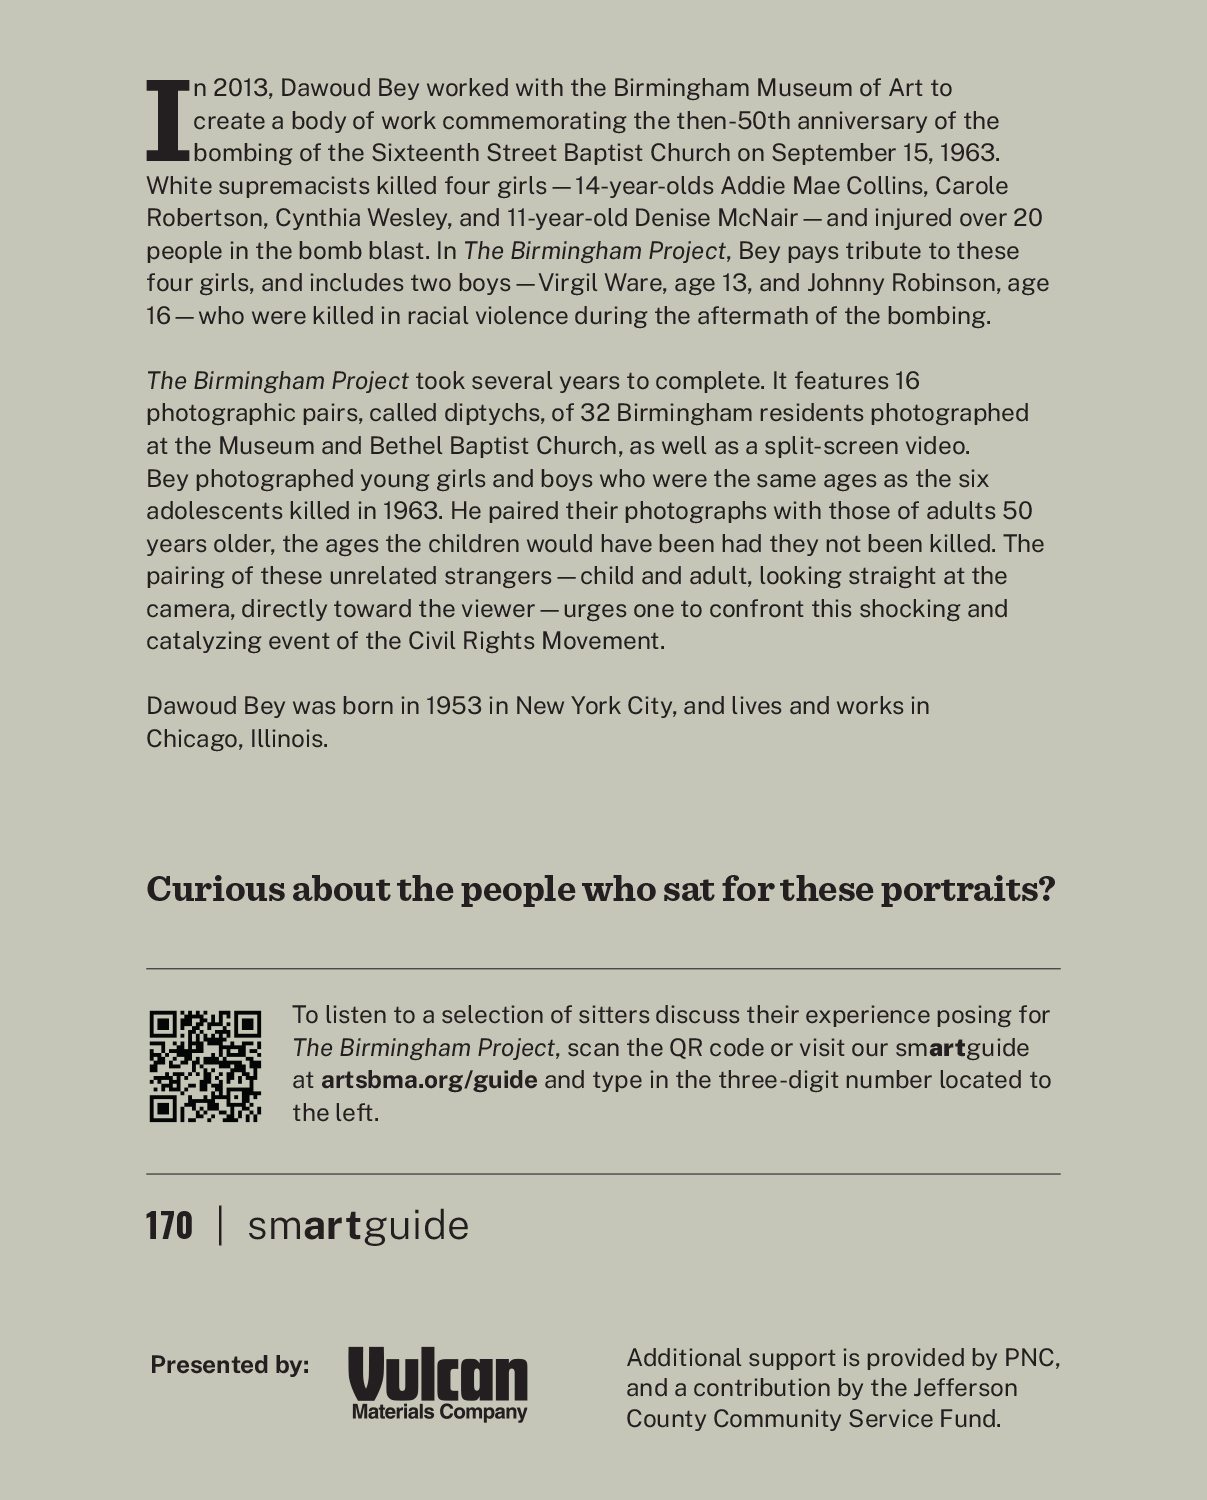 In 2013, Dawoud Bey worked with the Birmingham Museum of Art to
create a body of work commemorating the then-50th anniversary of the
bombing of the Sixteenth Street Baptist Church on September 15, 1963.
White supremacists killed four girls—14-year-olds Addie Mae Collins, Carole
Robertson, Cynthia Wesley, and 11-year-old Denise McNair—and injured over 20
people in the bomb blast. In The Birmingham Project, Bey pays tribute to these
four girls, and includes two boys—Virgil Ware, age 13, and Johnny Robinson, age
16—who were killed in racial violence during the aftermath of the bombing.
The Birmingham Project took several years to complete. It features 16
photographic pairs, called diptychs, of 32 Birmingham residents photographed
at the Museum and Bethel Baptist Church, as well as a split-screen video.
Bey photographed young girls and boys who were the same ages as the six
adolescents killed in 1963. He paired their photographs with those of adults 50
years older, the ages the children would have been had they not been killed. The
pairing of these unrelated strangers—child and adult, looking straight at the
camera, directly toward the viewer—urges one to confront this shocking and
catalyzing event of the Civil Rights Movement.
Dawoud Bey was born in 1953 in New York City, and lives and works in
Chicago, Illinois.
Curious about the people who sat for these portraits?
To listen to a selection of sitters discuss their experience posing for
The Birmingham Project, scan the QR code or visit our smartguide
at artsbma.org/guide and type in the three-digit number located to
the left.
170 | smartguide
Presented by:
Vulcan
Materials Company
Additional support is provided by PNC,
and a contribution by the Jefferson
County Community Service Fund.